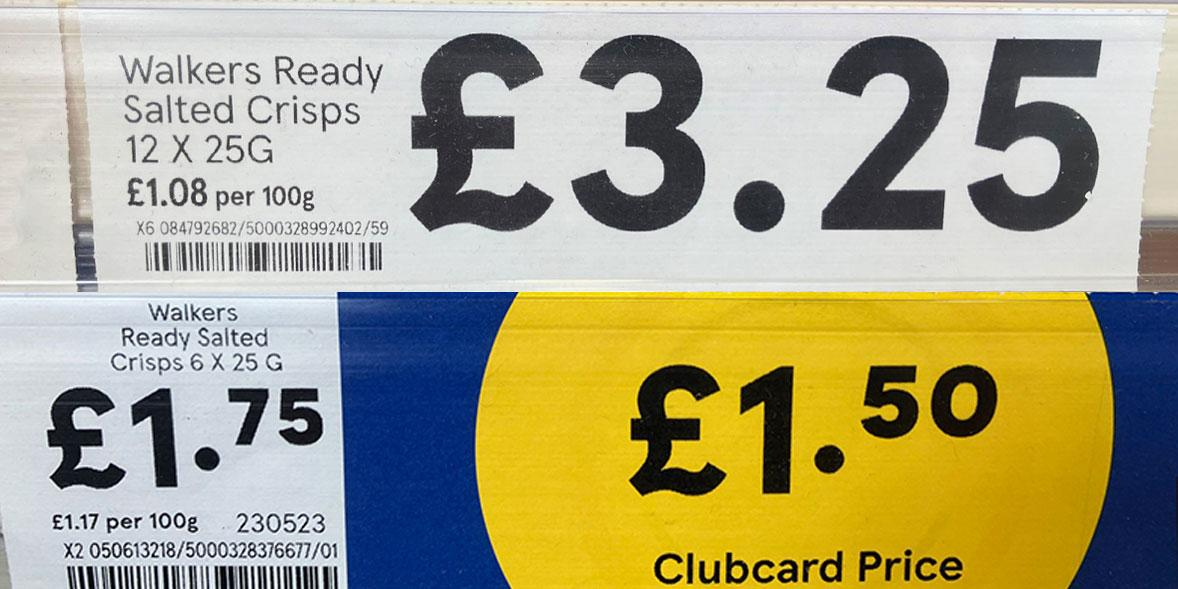 Walkers Ready
Salted Crisps
12 X 25G
£1.08 per 100g
X6 084792682/5000328992402/59
£3.25
Walkers
Ready Salted
Crisps 6 X 25 G
£1.75
£1.17 per 100g 230523
X2 050613218/5000328376677/01
£1.50
Clubcard Price